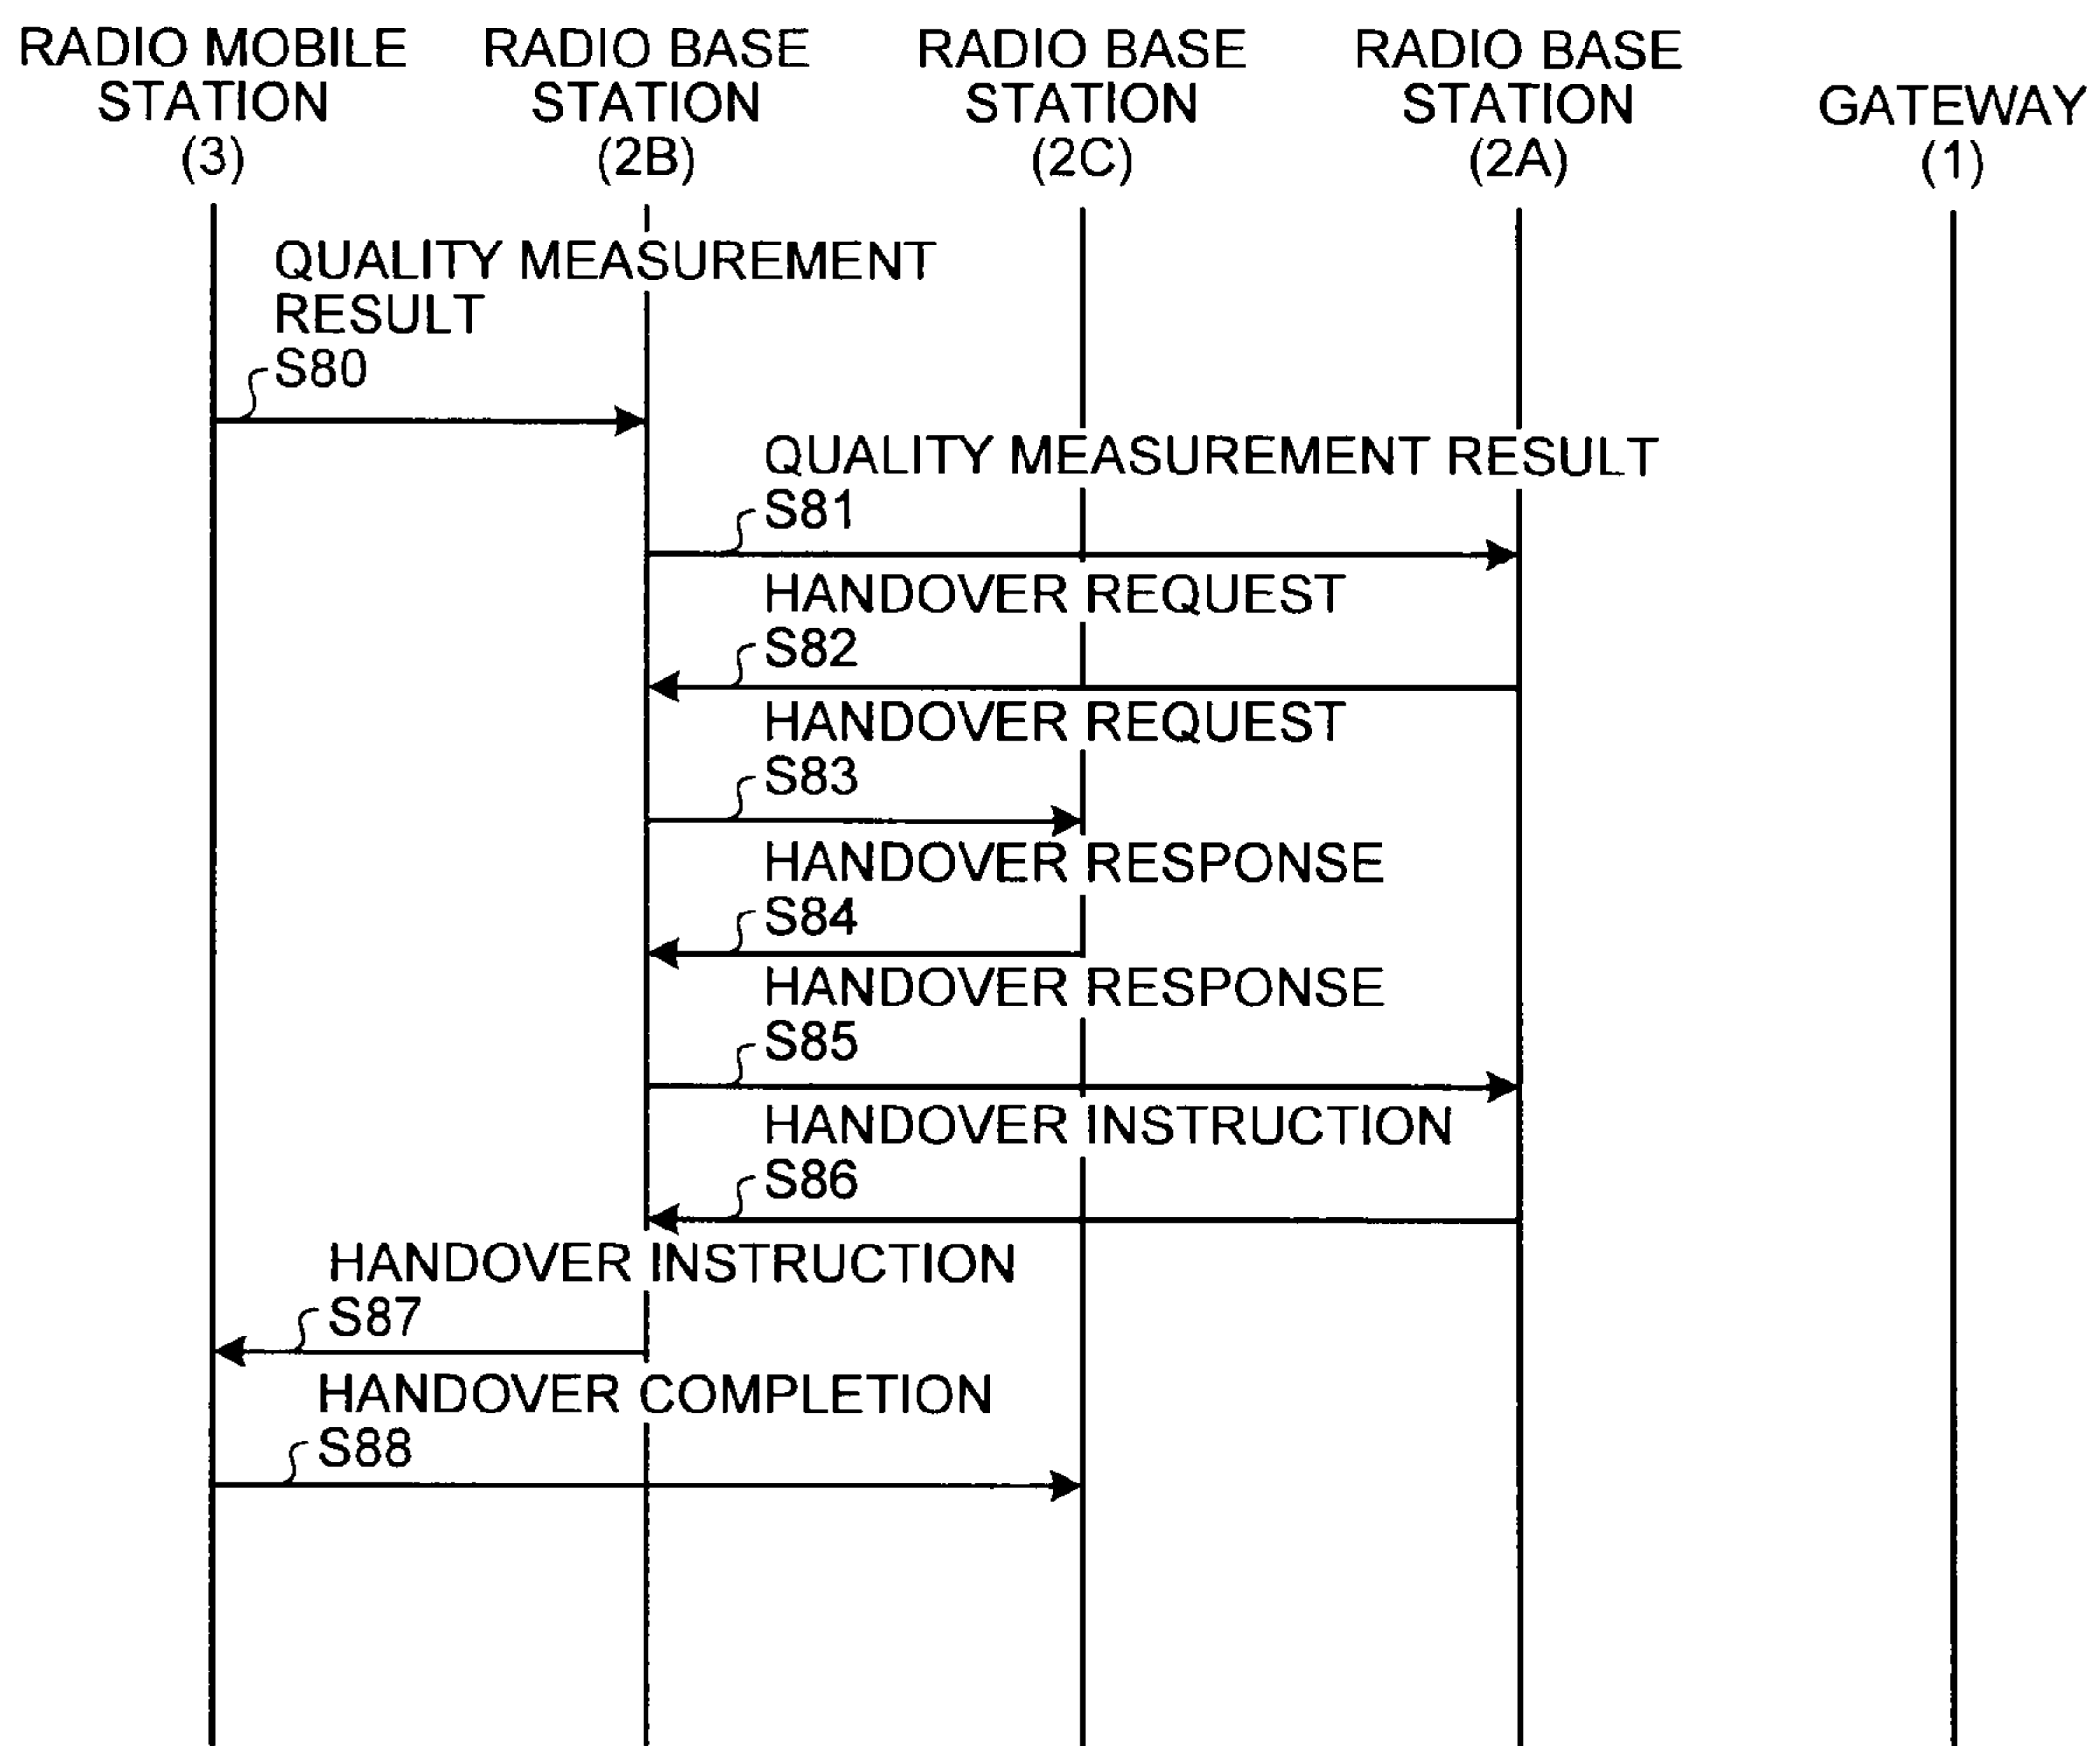 RADIO MOBILE
STATION
(3)
RADIO BASE
STATION
(2B)
RADIO BASE
STATION
(2C)
RADIO BASE
STATION
(2A)
GATEWAY
(1)
QUALITY MEASUREMENT
RESULT
S80
QUALITY MEASUREMENT RESULT
S81
HANDOVER REQUEST
S82
HANDOVER REQUEST
S83
HANDOVER RESPONSE
S84
HANDOVER RESPONSE
S85
HANDOVER INSTRUCTION
S86
HANDOVER INSTRUCTION
S87
HANDOVER COMPLETION
S88